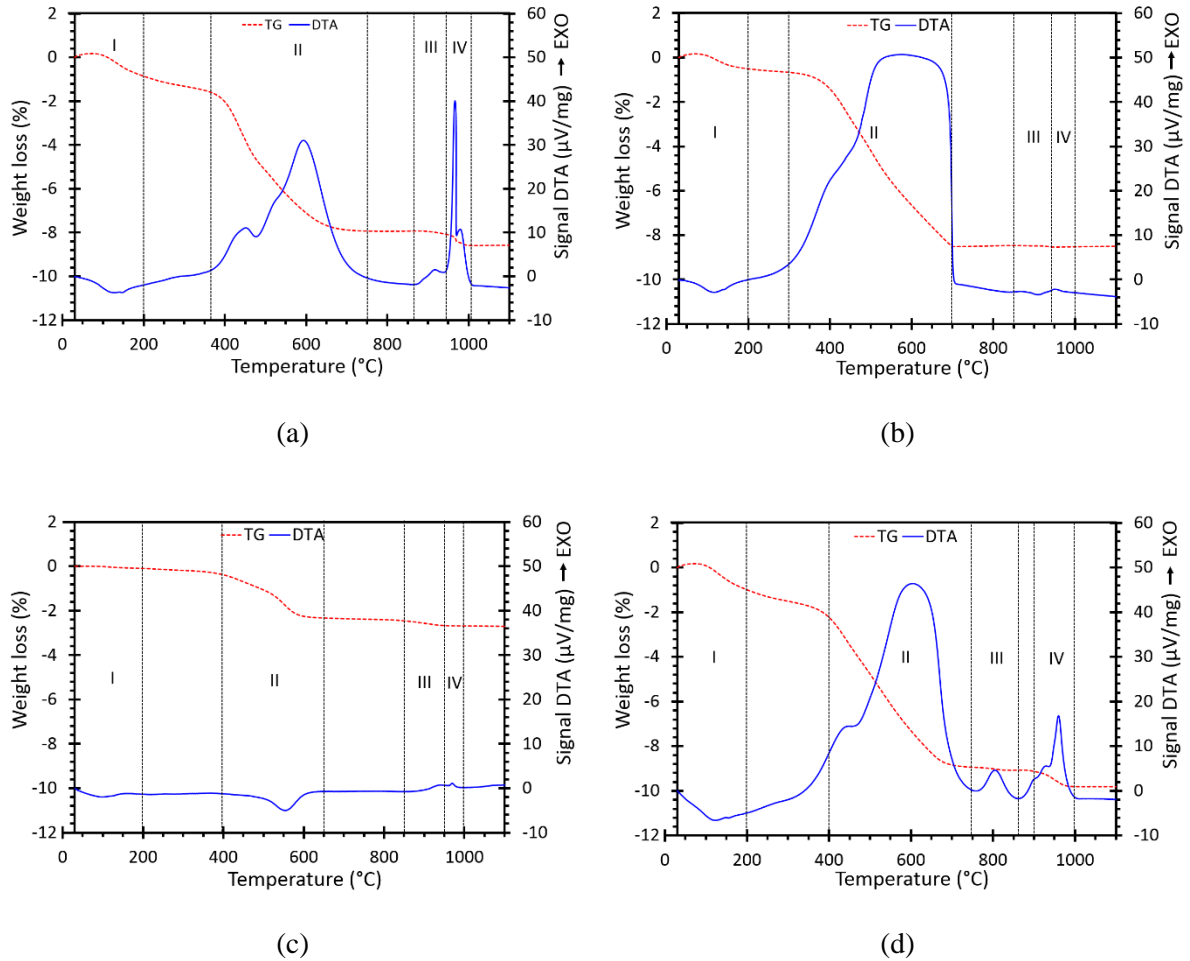 TG DTA
I II III IV
Weight loss (%)
2
0
-2
-4
-6
-8
-10
-12
Signal DTA (µV/mg) → EXO
60
50
40
30
20
10
0
-10
0 200 400 600 800 1000
Temperature (°C)
(a)
TG DTA
I II III IV
Weight loss (%)
2
0
-2
-4
-6
-8
-10
-12
Signal DTA (µV/mg) → EXO
60
50
40
30
20
10
0
-10
0 200 400 600 800 1000
Temperature (°C)
(b)
TG DTA
I II III IV
Weight loss (%)
2
0
-2
-4
-6
-8
-10
-12
Signal DTA (µV/mg) → EXO
60
50
40
30
20
10
0
-10
0 200 400 600 800 1000
Temperature (°C)
(c)
TG DTA
I II III IV
Weight loss (%)
2
0
-2
-4
-6
-8
-10
-12
Signal DTA (µV/mg) → EXO
60
50
40
30
20
10
0
-10
0 200 400 600 800 1000
Temperature (°C)
(d)